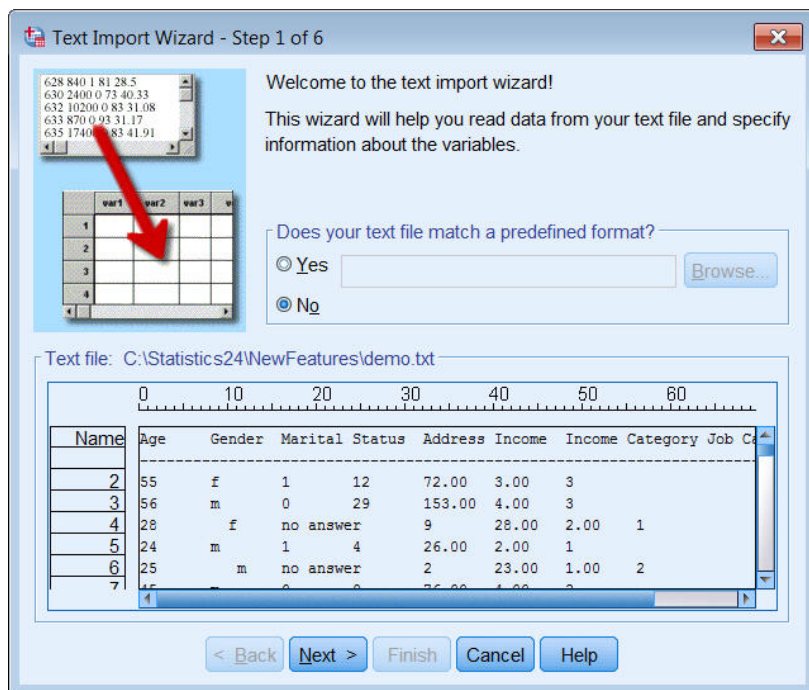 Text Import Wizard - Step 1 of 6
628 840 1 81 28.5
630 2400 0 73 40.33
632 10200 0 83 31.08
633 870 0 93 31.17
635 1740 83 41.91
var1 var2 var3
1
2
3
4
Welcome to the text import wizard!
This wizard will help you read data from your text file and specify
information about the variables.
Does your text file match a predefined format?
Yes
Browse...
No
Text file: C:\Statistics24\NewFeatures\demo.txt
0 10 20 30 40 50 60
Name Age Gender Marital Status Address Income Income Category Job
2 55 f 1 12 72.00 3.00 3
3 56 m 0 29 153.00 4.00 3
4 28 f no answer 9 28.00 2.00 1
5 24 m 1 4 26.00 2.00 1
6 25 m no answer 2 23.00 1.00 2
7
< Back Next > Finish Cancel Help